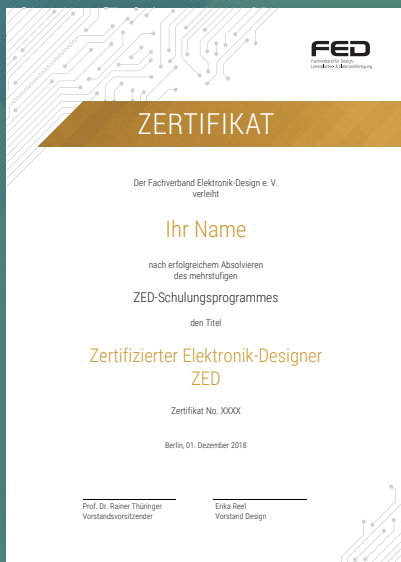 FED
Fachverband für Design,
Leiterplatten- & Elektronikfertigung
ZERTIFIKAT
Der Fachverband Elektronik-Design e. V.
verleiht
Ihr Name
nach erfolgreichem Absolvieren
des mehrstufigen
ZED-Schulungsprogrammes
den Titel
Zertifizierter Elektronik-Designer
ZED
Zertifikat No. XXXX
Berlin, 01. Dezember 2018
Prof. Dr. Rainer Thüringer
Vorstandsvorsitzender
Erika Reel
Vorstand Design